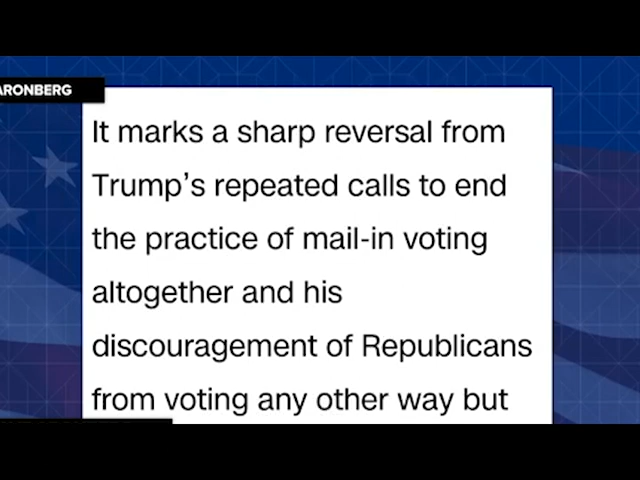 ARONBERG
It marks a sharp reversal from
Trump's repeated calls to end
the practice of mail-in voting
altogether and his
discouragement of Republicans
from voting any other way but